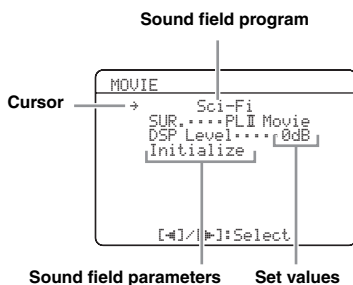 Sound field program
MOVIE
Cursor
→ Sci-Fi
SUR.····PLⅡ Movie
DSP Level····0dB
Initialize
[◀]/[▶]:Select
Sound field parameters Set values